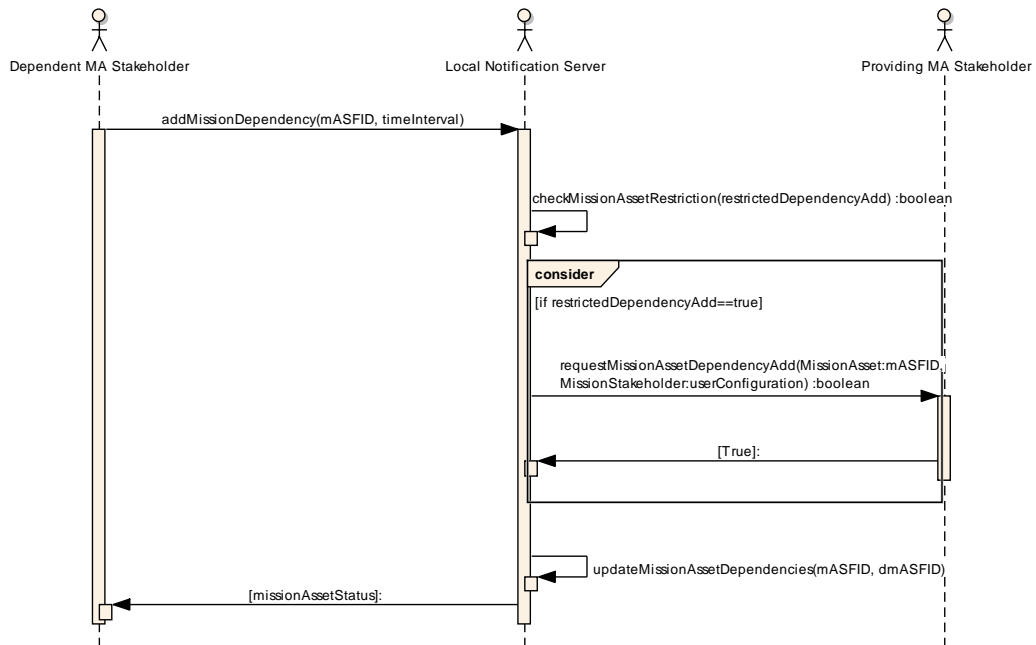 Dependent MA Stakeholder
Local Notification Server
Providing MA Stakeholder
addMissionDependency(mASFID, timeInterval)
checkMissionAssetRestriction(restrictedDependencyAdd) :boolean
consider
[if restrictedDependencyAdd==true]
requestMissionAssetDependencyAdd(MissionAsset:mASFID,
MissionStakeholder:userConfiguration) :boolean
[True]:
updateMissionAssetDependencies(mASFID, dmASFID)
[missionAssetStatus]: